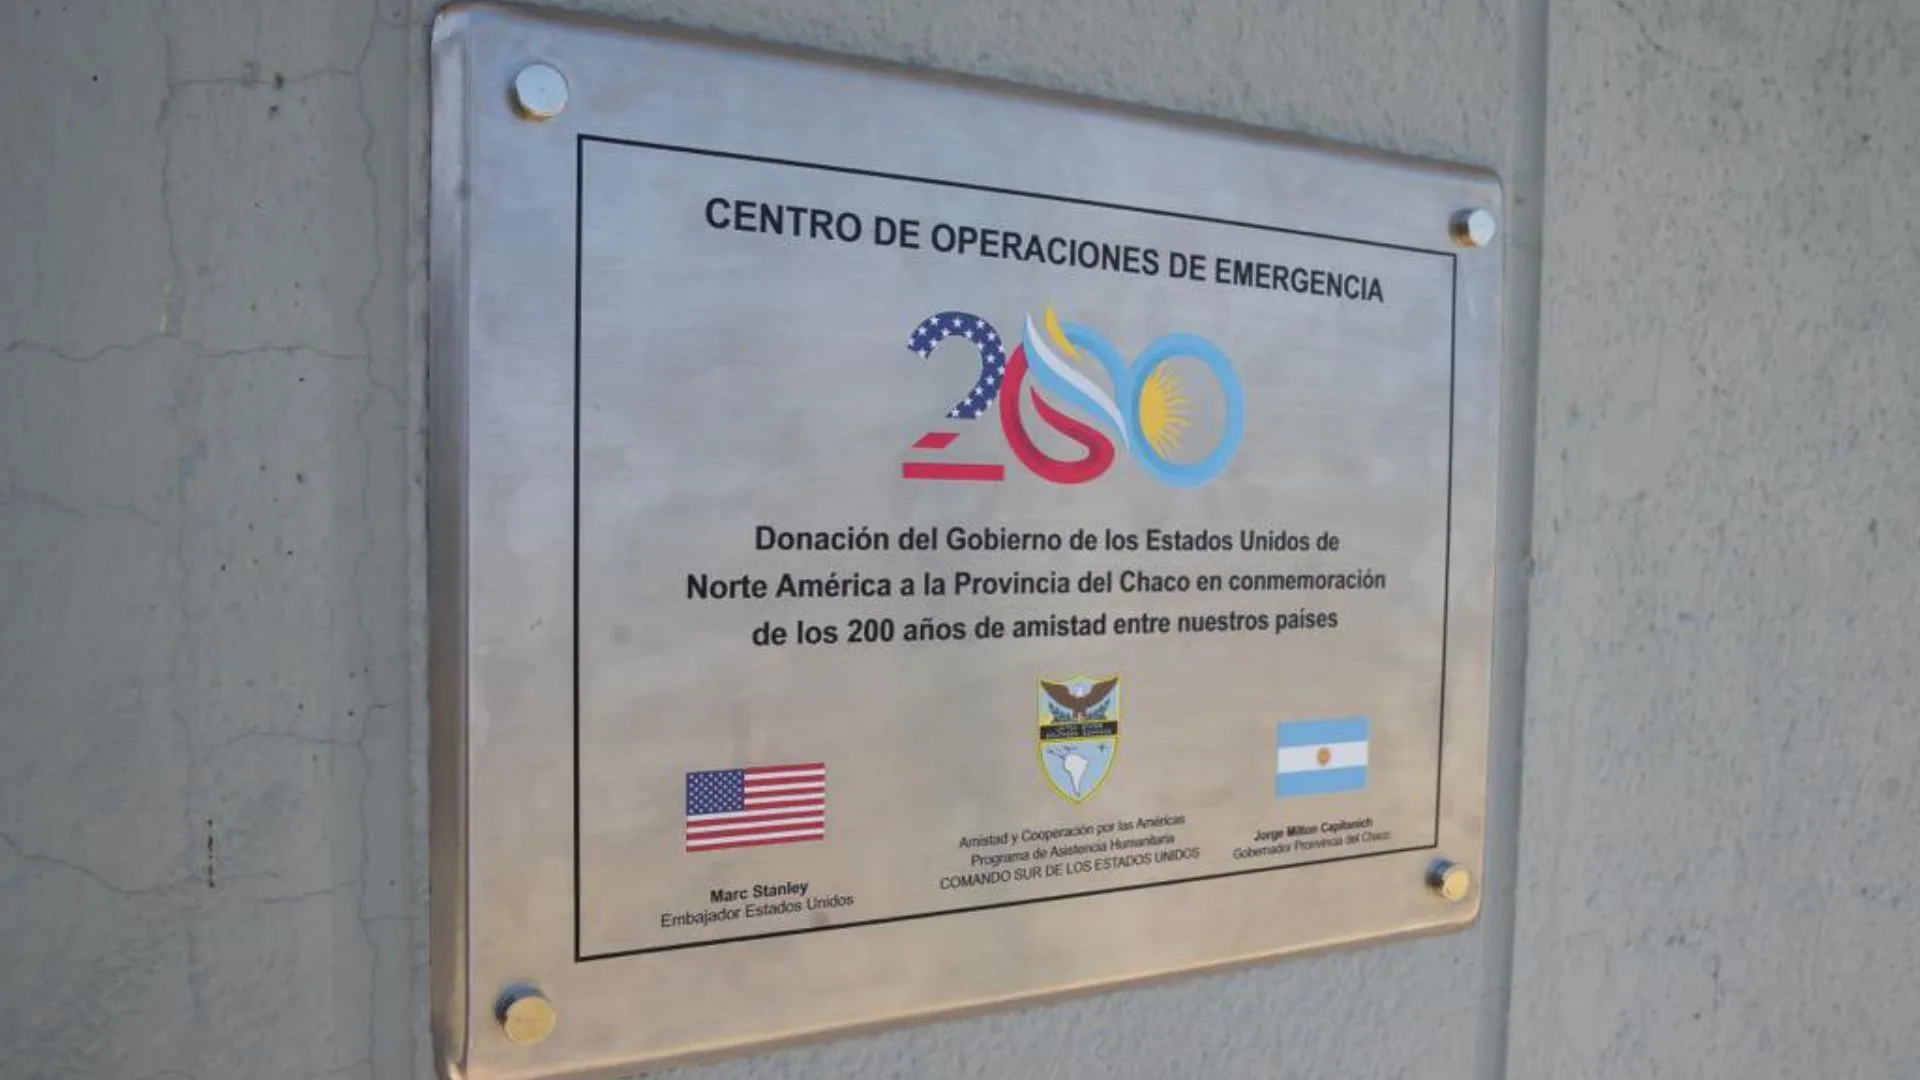 CENTRO DE OPERACIONES DE EMERGENCIA
200
Donación del Gobierno de los Estados Unidos de
Norte América a la Provincia del Chaco en conmemoración
de los 200 años de amistad entre nuestros países
Marc Stanley
Embajador Estados Unidos
Amistad y Cooperación por las Américas
Programa de Asistencia Humanitaria
COMANDO SUR DE LOS ESTADOS UNIDOS
Jorge Milton Capitanich
Gobernador Pronvincia del Chaco